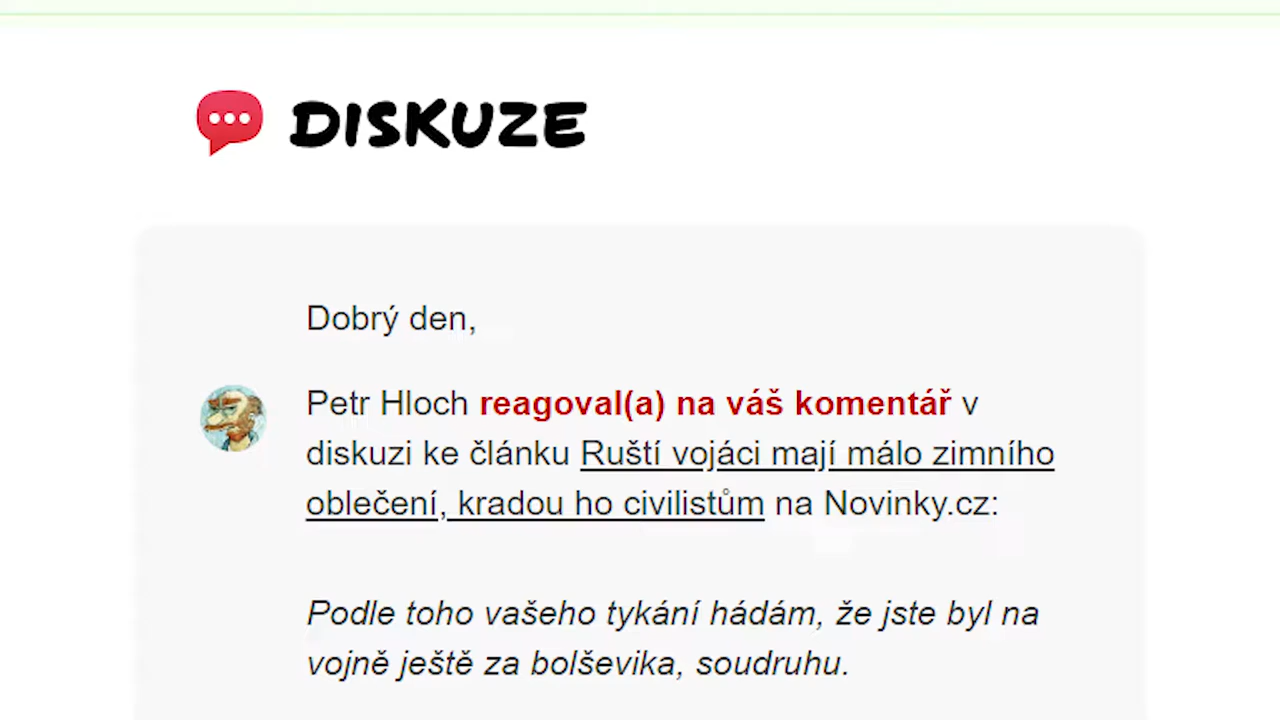 DISKUZE
Dobrý den,
Petr Hloch reagoval(a) na váš komentář v
diskuzi ke článku Ruští vojáci mají málo zimního
oblečení, kradou ho civilistům na Novinky.cz:
Podle toho vašeho tykání hádám, že jste byl na
vojně ještě za bolševika, soudruhu.